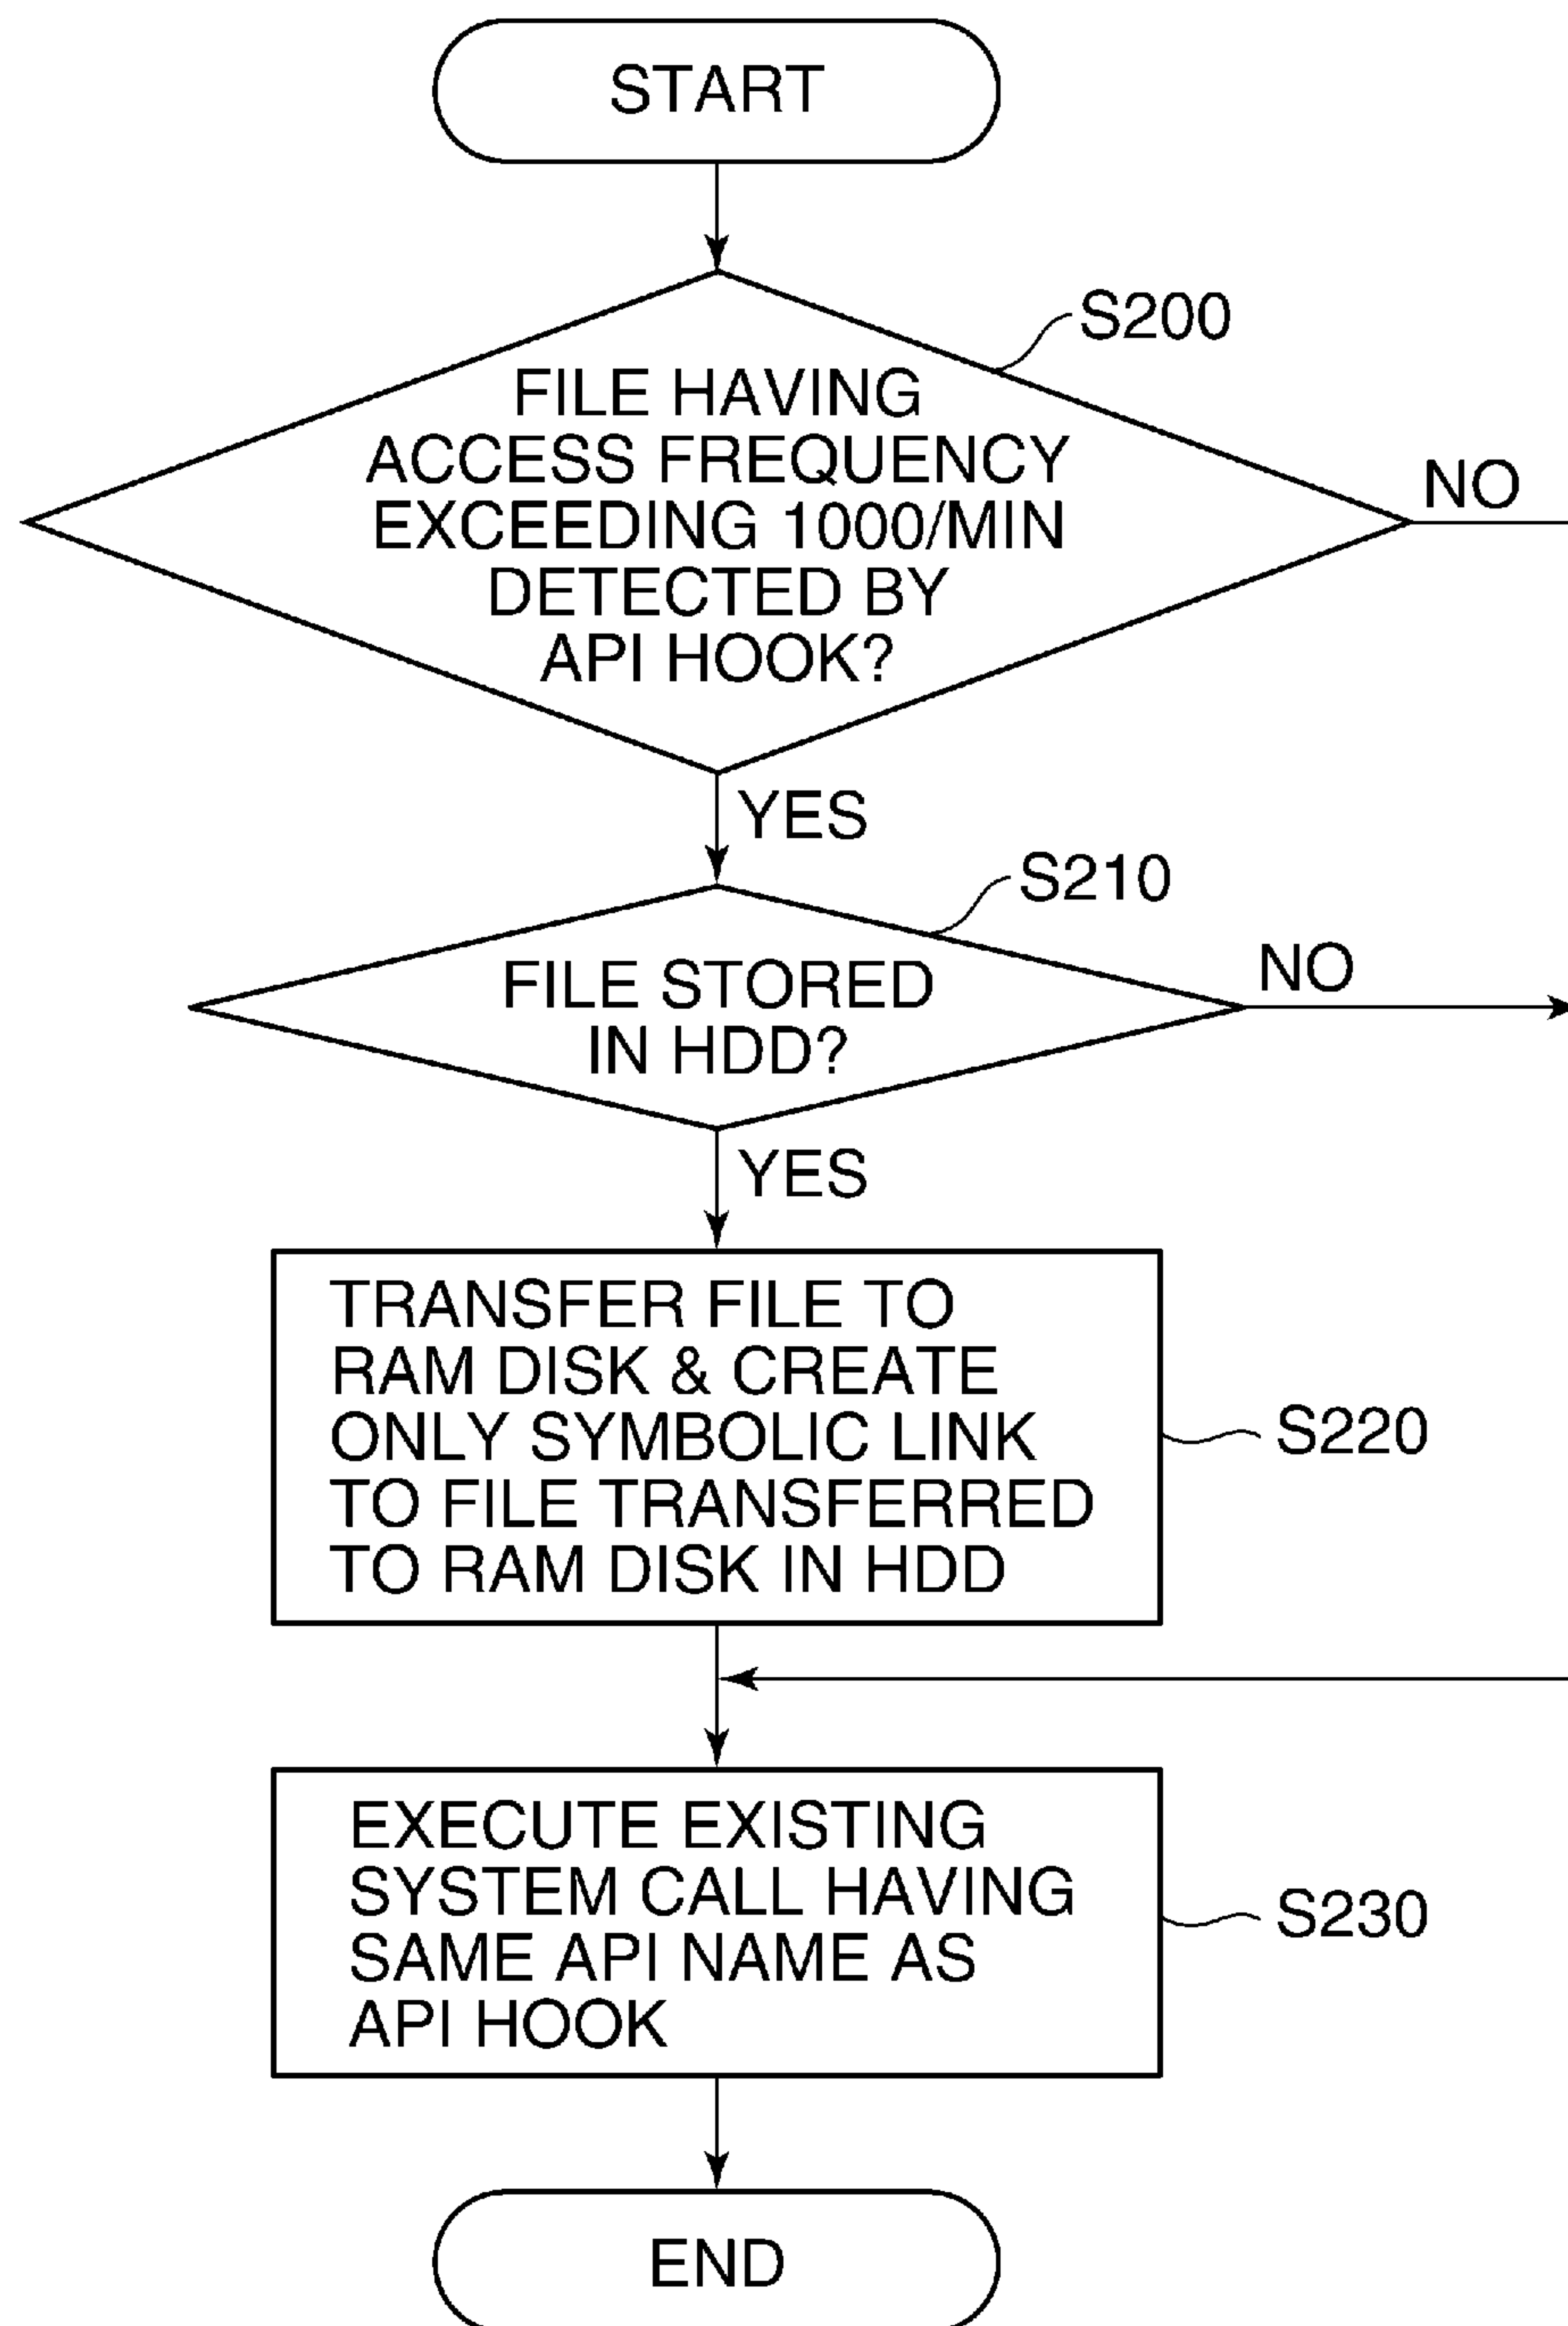 START
S200
FILE HAVING
ACCESS FREQUENCY
EXCEEDING 1000/MIN
DETECTED BY
API HOOK?
NO
YES
S210
FILE STORED
IN HDD?
NO
YES
TRANSFER FILE TO
RAM DISK & CREATE
ONLY SYMBOLIC LINK
TO FILE TRANSFERRED
TO RAM DISK IN HDD
S220
EXECUTE EXISTING
SYSTEM CALL HAVING
SAME API NAME AS
API HOOK
S230
END